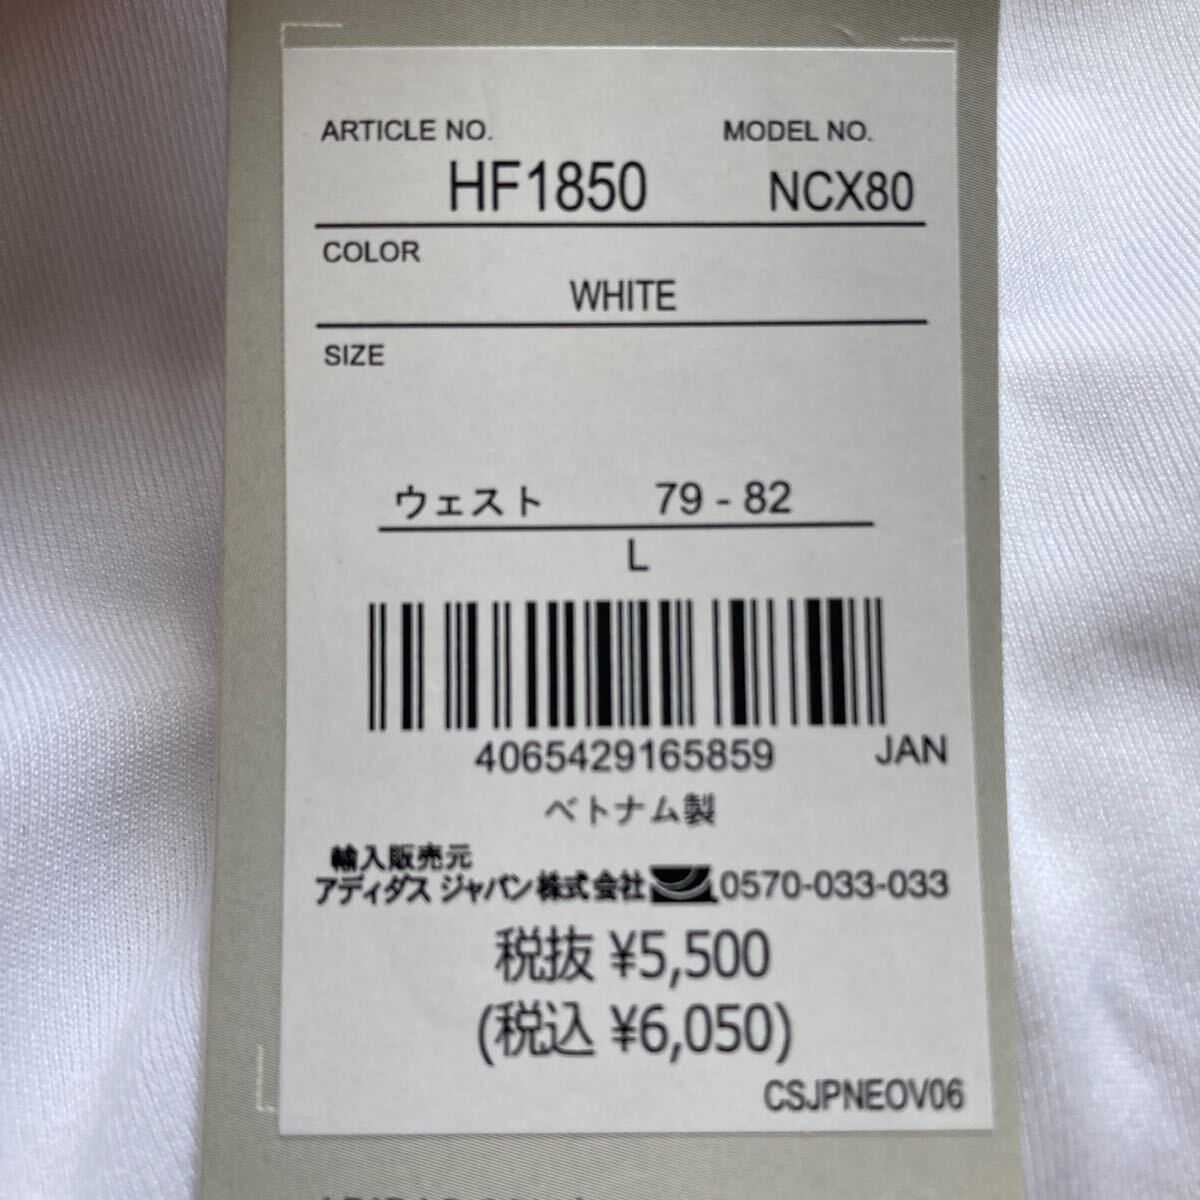 ARTICLE NO. MODEL NO.
HF1850 NCX80
COLOR
WHITE
SIZE
ウェスト 79 - 82
L
4065429165859 JAN
ベトナム製
輸入販売元
アディダス ジャパン株式会社 0570-033-033
税抜 ¥5,500
(税込 ¥6,050)
CSJPNEOV06